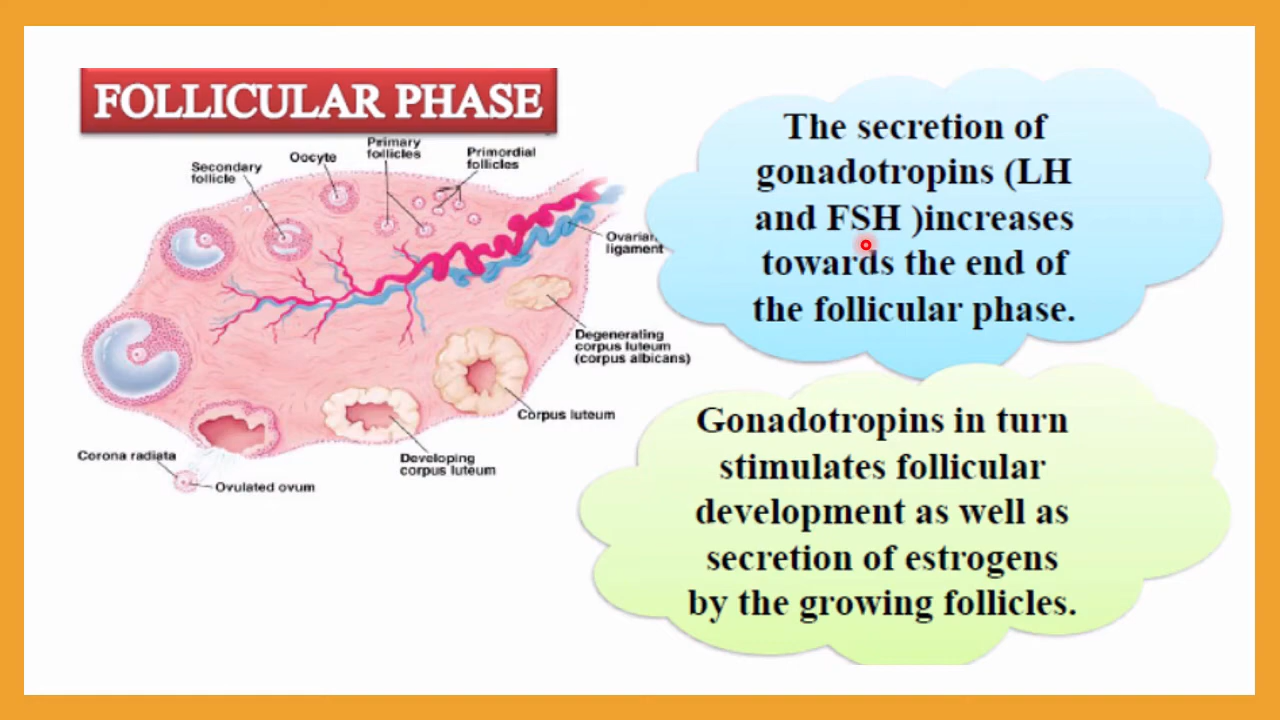 FOLLICULAR PHASE
Primary
follicles
Oocyte
Primordial
follicles
Secondary
follicle
Ovarian
ligament
Degenerating
corpus luteum
(corpus albicans)
Corpus luteum
Developing
corpus luteum
Corona radiata
Ovulated ovum
The secretion of
gonadotropins (LH
and FSH )increases
towards the end of
the follicular phase.
Gonadotropins in turn
stimulates follicular
development as well as
secretion of estrogens
by the growing follicles.